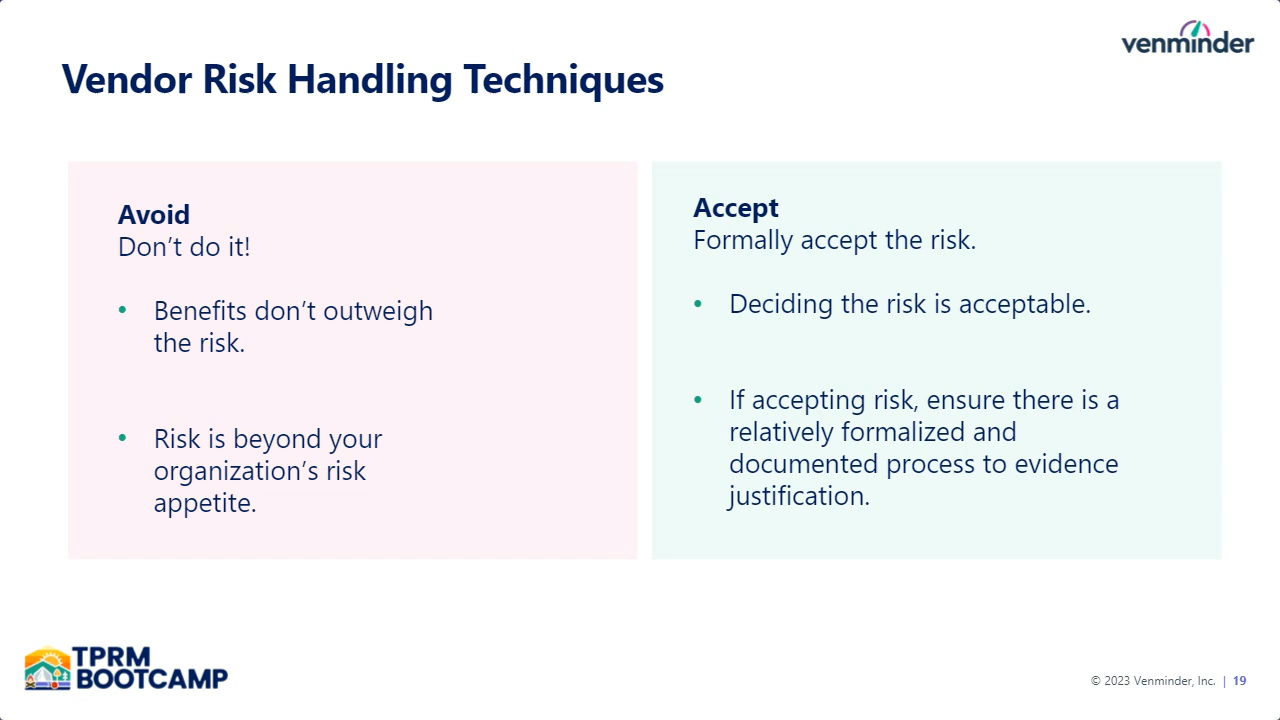 venminder
Vendor Risk Handling Techniques
Avoid
Don’t do it!
• Benefits don’t outweigh
the risk.
• Risk is beyond your
organization’s risk
appetite.
Accept
Formally accept the risk.
• Deciding the risk is acceptable.
• If accepting risk, ensure there is a
relatively formalized and
documented process to evidence
justification.
TPRM
BOOTCAMP
© 2023 Venminder, Inc. | 19